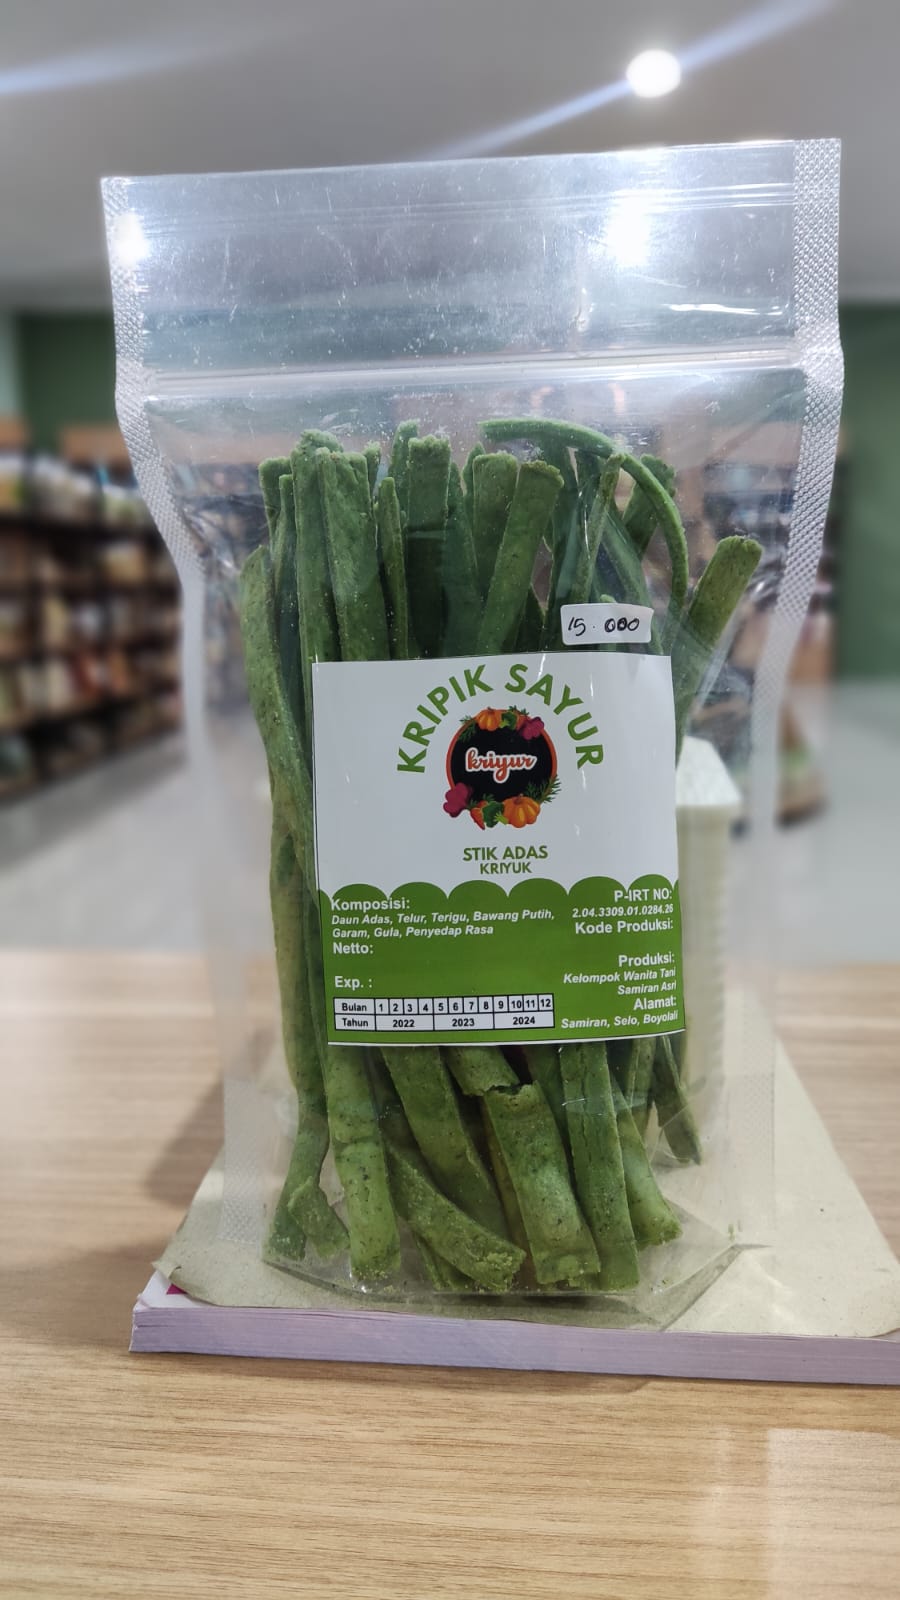 15.000
KRIPIK SAYUR
kriyur
STIK ADAS
KRIYUK
Komposisi:
Daun Adas, Telur, Terigu, Bawang Putih,
Garam, Gula, Penyedap Rasa
Netto:
Exp. :
Bulan 1 2 3 4 5 6 7 8 9 10 11 12
Tahun 2022 2023 2024
P-IRT NO:
2.04.3309.01.0284.26
Kode Produksi:
Produksi:
Kelompok Wanita Tani
Samiran Asri
Alamat:
Samiran, Selo, Boyolali